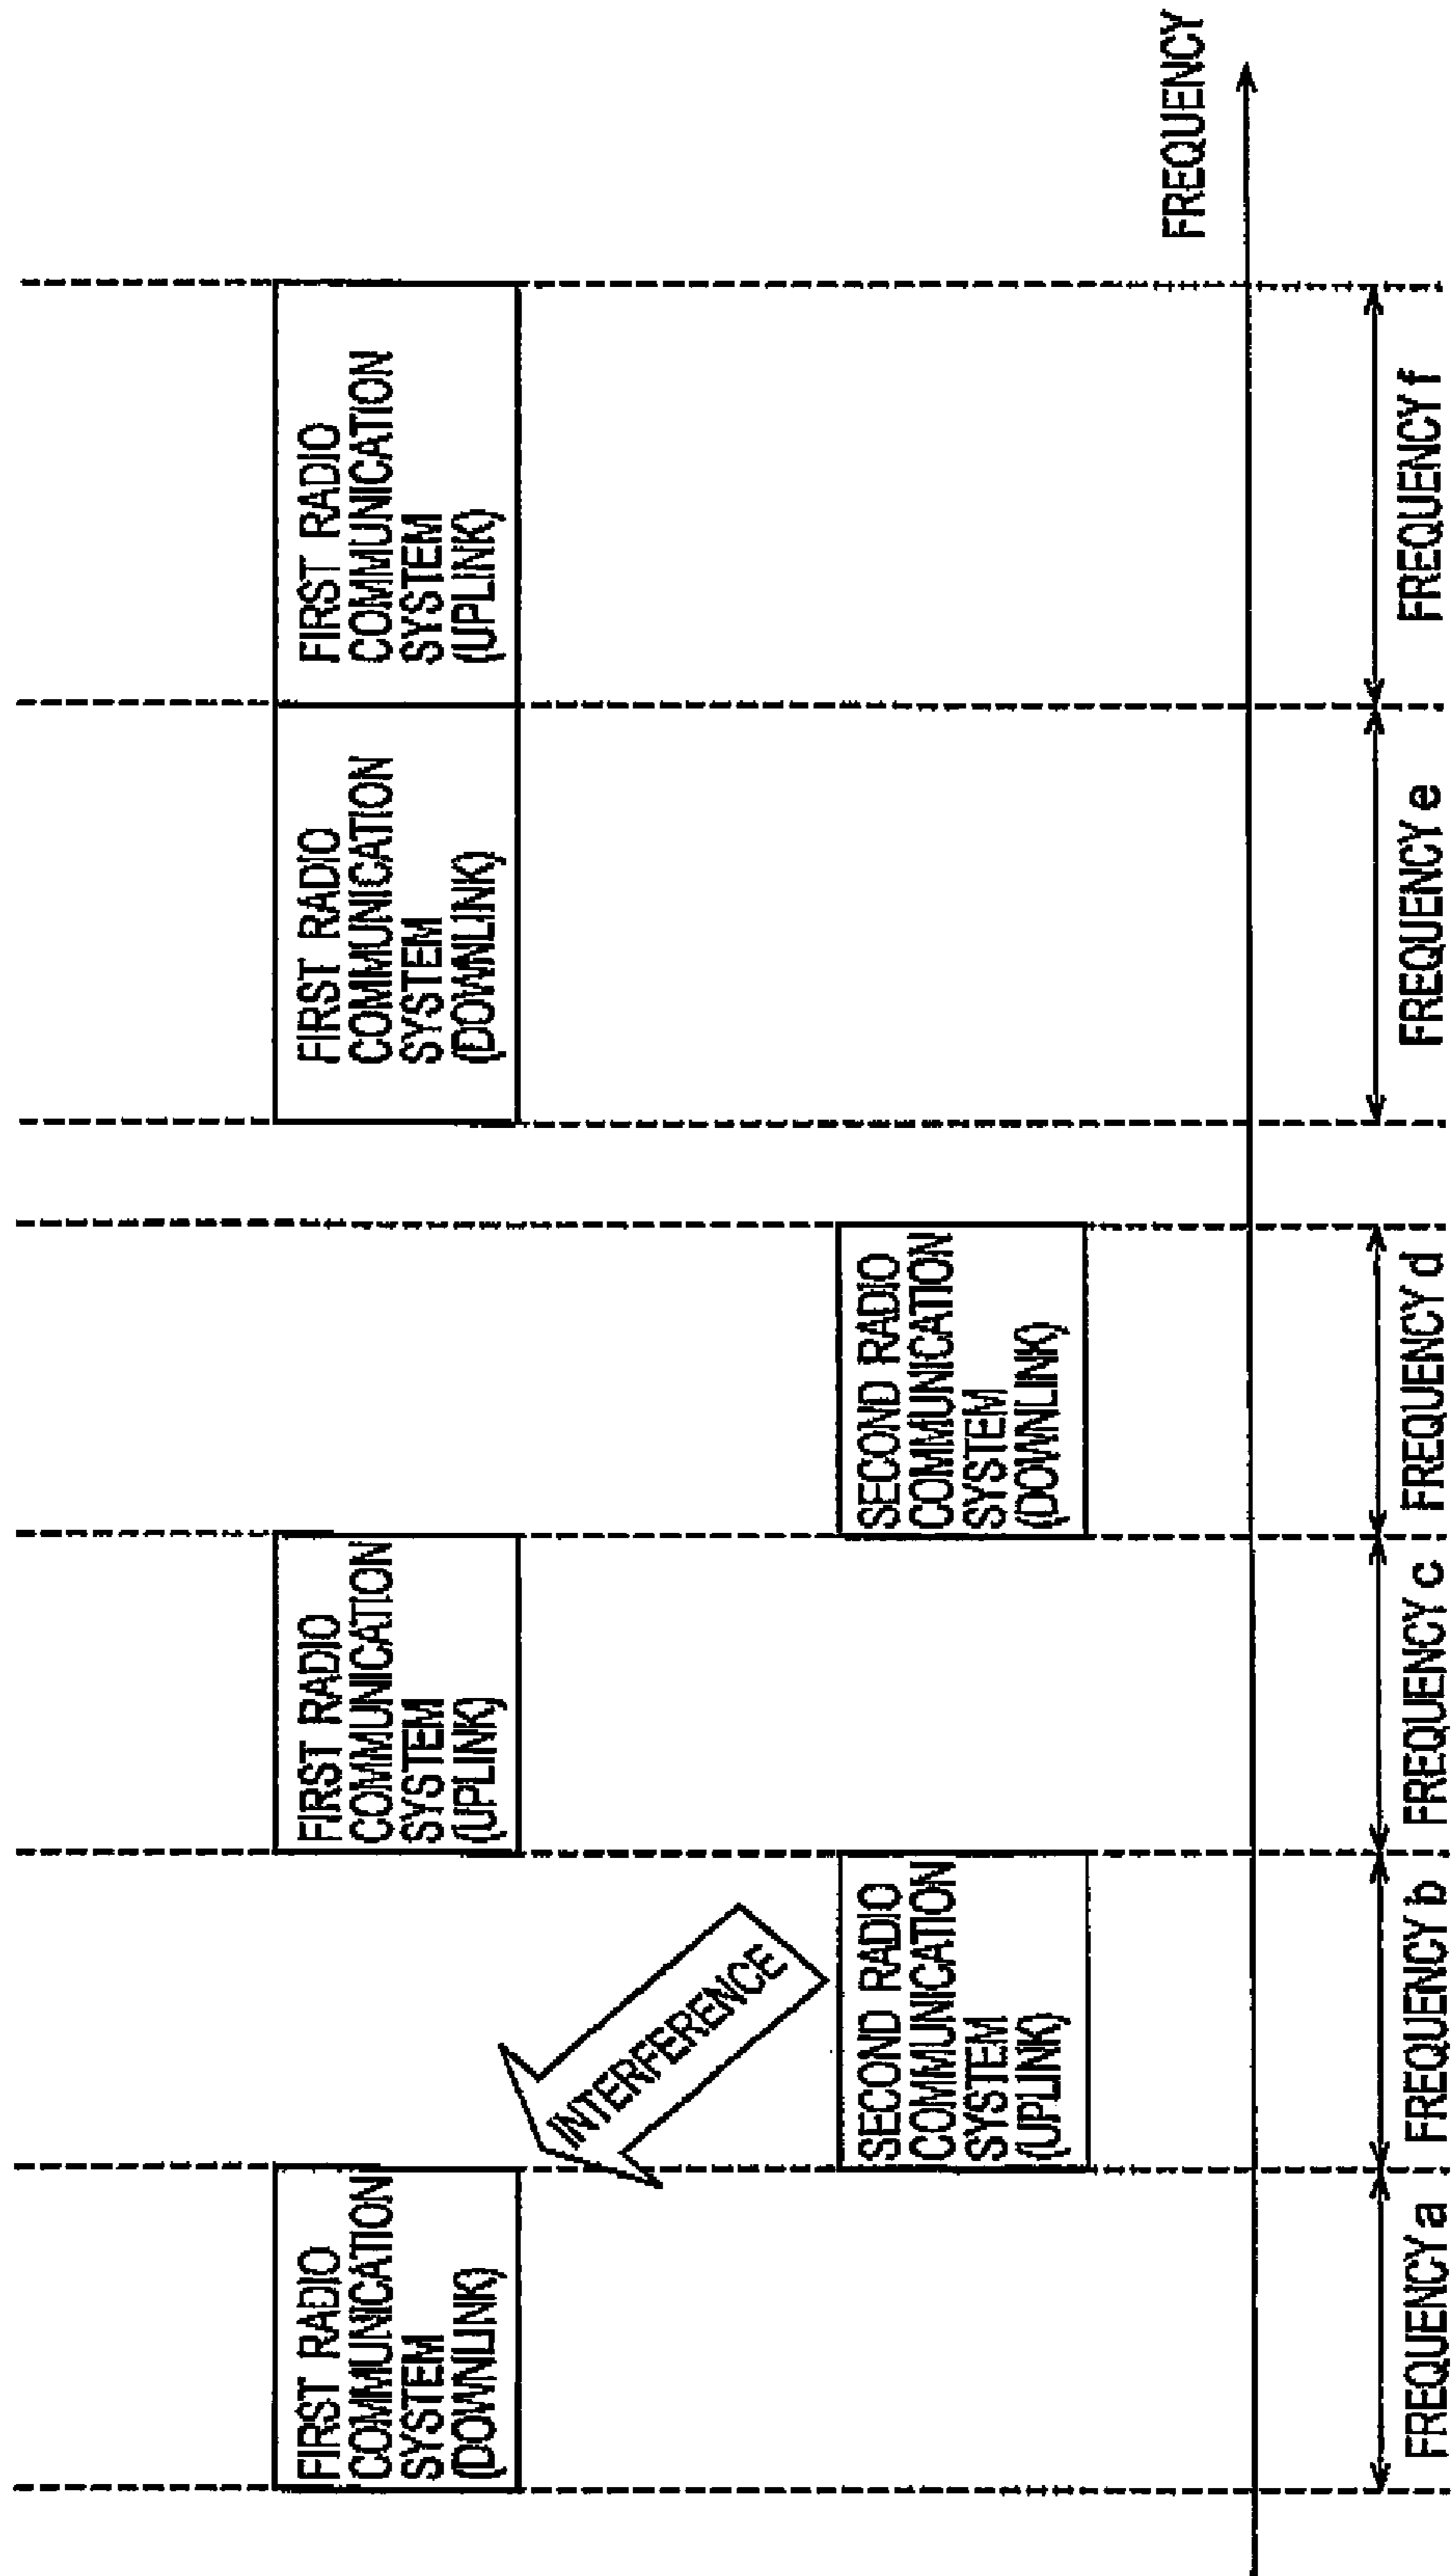 FIRST RADIO
COMMUNICATION
SYSTEM
(DOWNLINK)
FIRST RADIO
COMMUNICATION
SYSTEM
(UPLINK)
FIRST RADIO
COMMUNICATION
SYSTEM
(DOWNLINK)
FIRST RADIO
COMMUNICATION
SYSTEM
(UPLINK)
INTERFERENCE
SECOND RADIO
COMMUNICATION
SYSTEM
(UPLINK)
SECOND RADIO
COMMUNICATION
SYSTEM
(DOWNLINK)
FREQUENCY
FREQUENCY a
FREQUENCY b
FREQUENCY c
FREQUENCY d
FREQUENCY e
FREQUENCY f